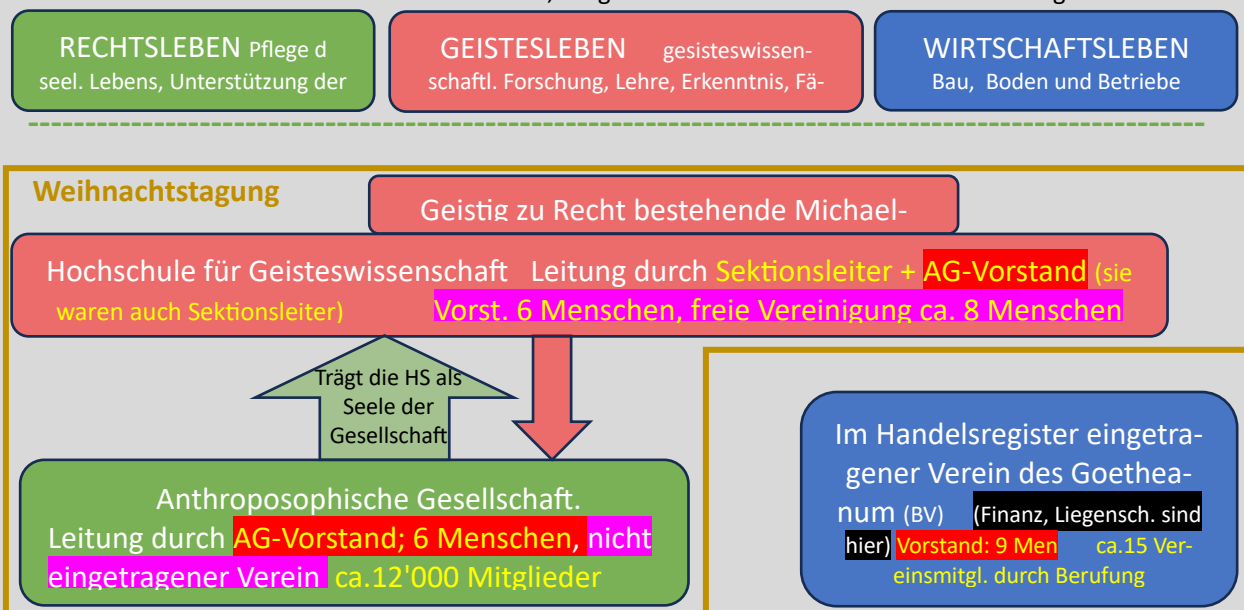 RECHTSLEBEN Pflege d
seel. Lebens, Unterstützung der
GEISTESLEBEN gesisteswissen-
schaftl. Forschung, Lehre, Erkenntnis, Fä-
WIRTSCHAFTSLEBEN
Bau, Boden und Betriebe
Weihnachtstagung
Geistig zu Recht bestehende Michael-
Hochschule für Geisteswissenschaft Leitung durch Sektionsleiter + AG-Vorstand (sie
waren auch Sektionsleiter) Vorst. 6 Menschen, freie Vereinigung ca. 8 Menschen
Trägt die HS als
Seele der
Gesellschaft
Anthroposophische Gesellschaft.
Leitung durch AG-Vorstand; 6 Menschen, nicht
eingetragener Verein ca.12'000 Mitglieder
Im Handelsregister eingetra-
gener Verein des Goethea-
num (BV) (Finanz, Liegensch. sind
hier) Vorstand: 9 Men ca.15 Ver-
einsmitgl. durch Berufung